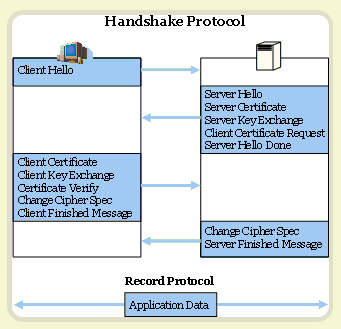 Handshake Protocol
Client Hello
Server Hello
Server Certificate
Server Key Exchange
Client Certificate Request
Server Hello Done
Client Certificate
Client Key Exchange
Certificate Verify
Change Cipher Spec
Client Finished Message
Change Cipher Spec
Server Finished Message
Record Protocol
Application Data